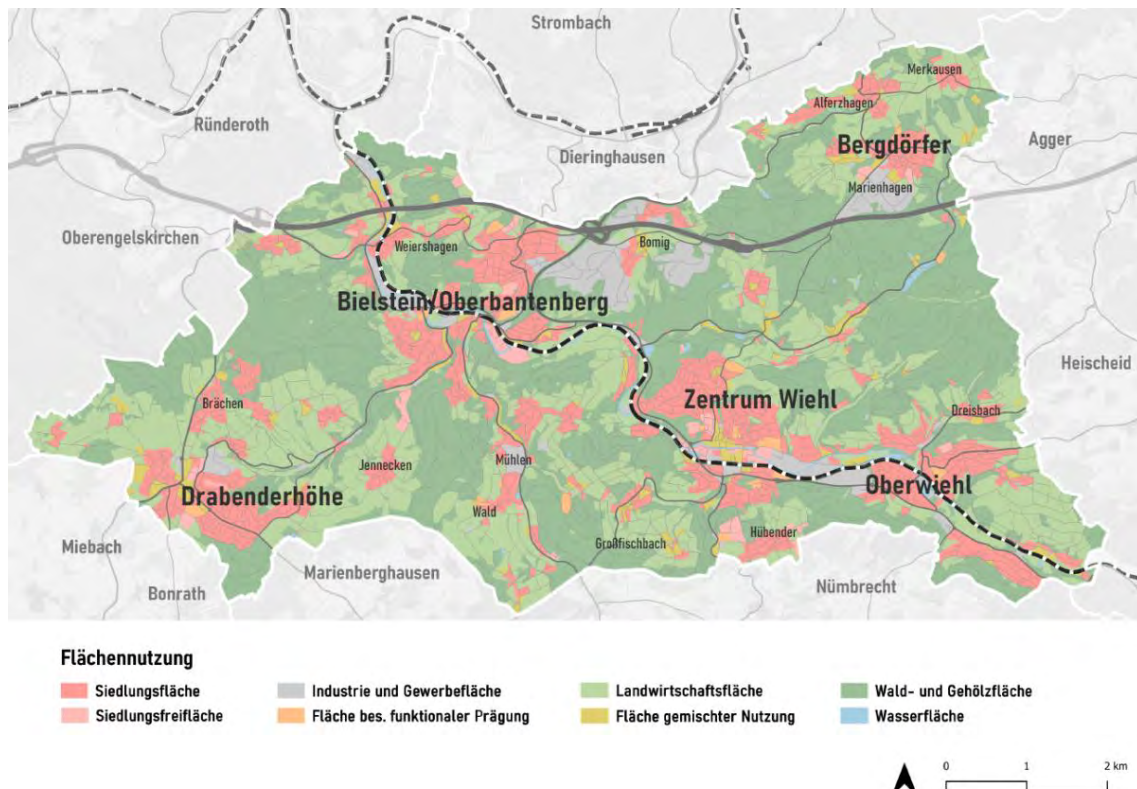 Strombach
Merkausen
Alferzhagen
Ründeroth
Bergdörfer
Agger
Dieringhausen
Marienhagen
Oberengelskirchen
Weiershagen
Bomig
Bielstein/Oberbantenberg
Heischeid
Zentrum Wiehl
Brächen
Dreisbach
Jennecken
Mühlen
Drabenderhöhe
Oberwiehl
Wald
Hübender
Großfischbach
Miebach
Marienberghausen
Nümbrecht
Bonrath
Flächennutzung
Siedlungsfläche
Industrie und Gewerbefläche
Landwirtschaftsfläche
Wald- und Gehölzfläche
Siedlungsfreifläche
Fläche bes. funktionaler Prägung
Fläche gemischter Nutzung
Wasserfläche
0 1 2 km